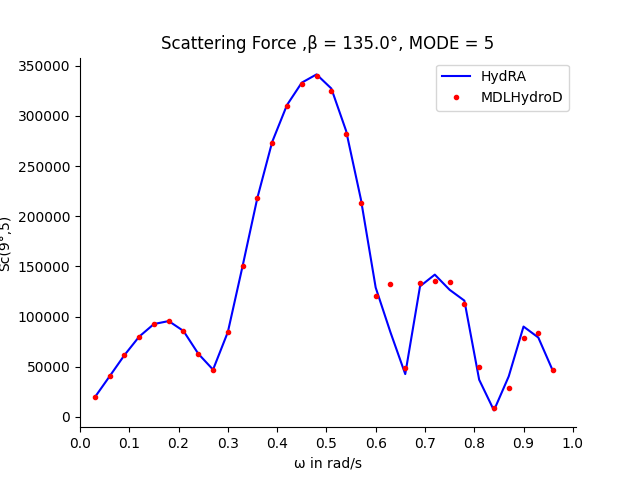 Scattering Force ,β = 135.0°, MODE = 5
HydRA
MDLHydroD
350000
300000
250000
200000
150000
100000
50000
0
Sc(9°,5)
0.0 0.1 0.2 0.3 0.4 0.5 0.6 0.7 0.8 0.9 1.0
ω in rad/s